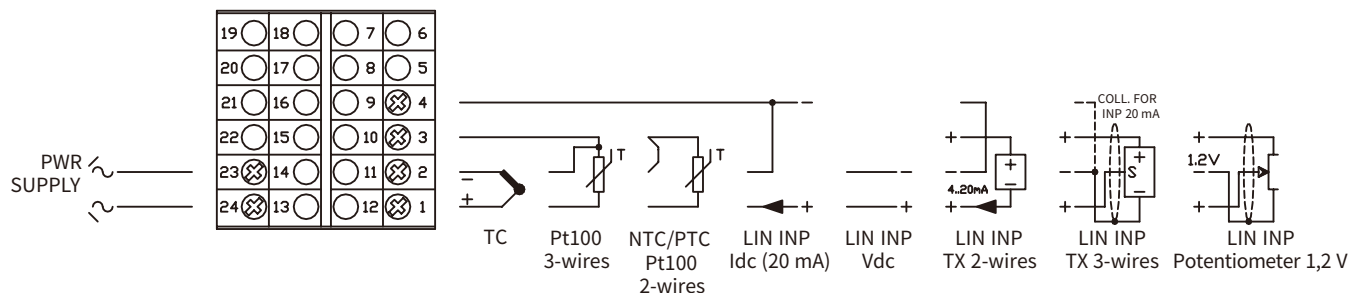 19 18 7 6
20 17 8 5
21 16 9 4
22 15 10 3
23 14 11 2
24 13 12 1
PWR
SUPPLY
− +
TC
T
Pt100
3-wires
T
NTC/PTC
Pt100
2-wires
− +
LIN INP
Idc (20 mA)
− +
LIN INP
Vdc
− + − +
4..20mA
+ −
LIN INP
TX 2-wires
COLL. FOR
INP 20 mA
− + − +
+ S −
LIN INP
TX 3-wires
+ − +
1.2V
LIN INP
Potentiometer 1,2 V